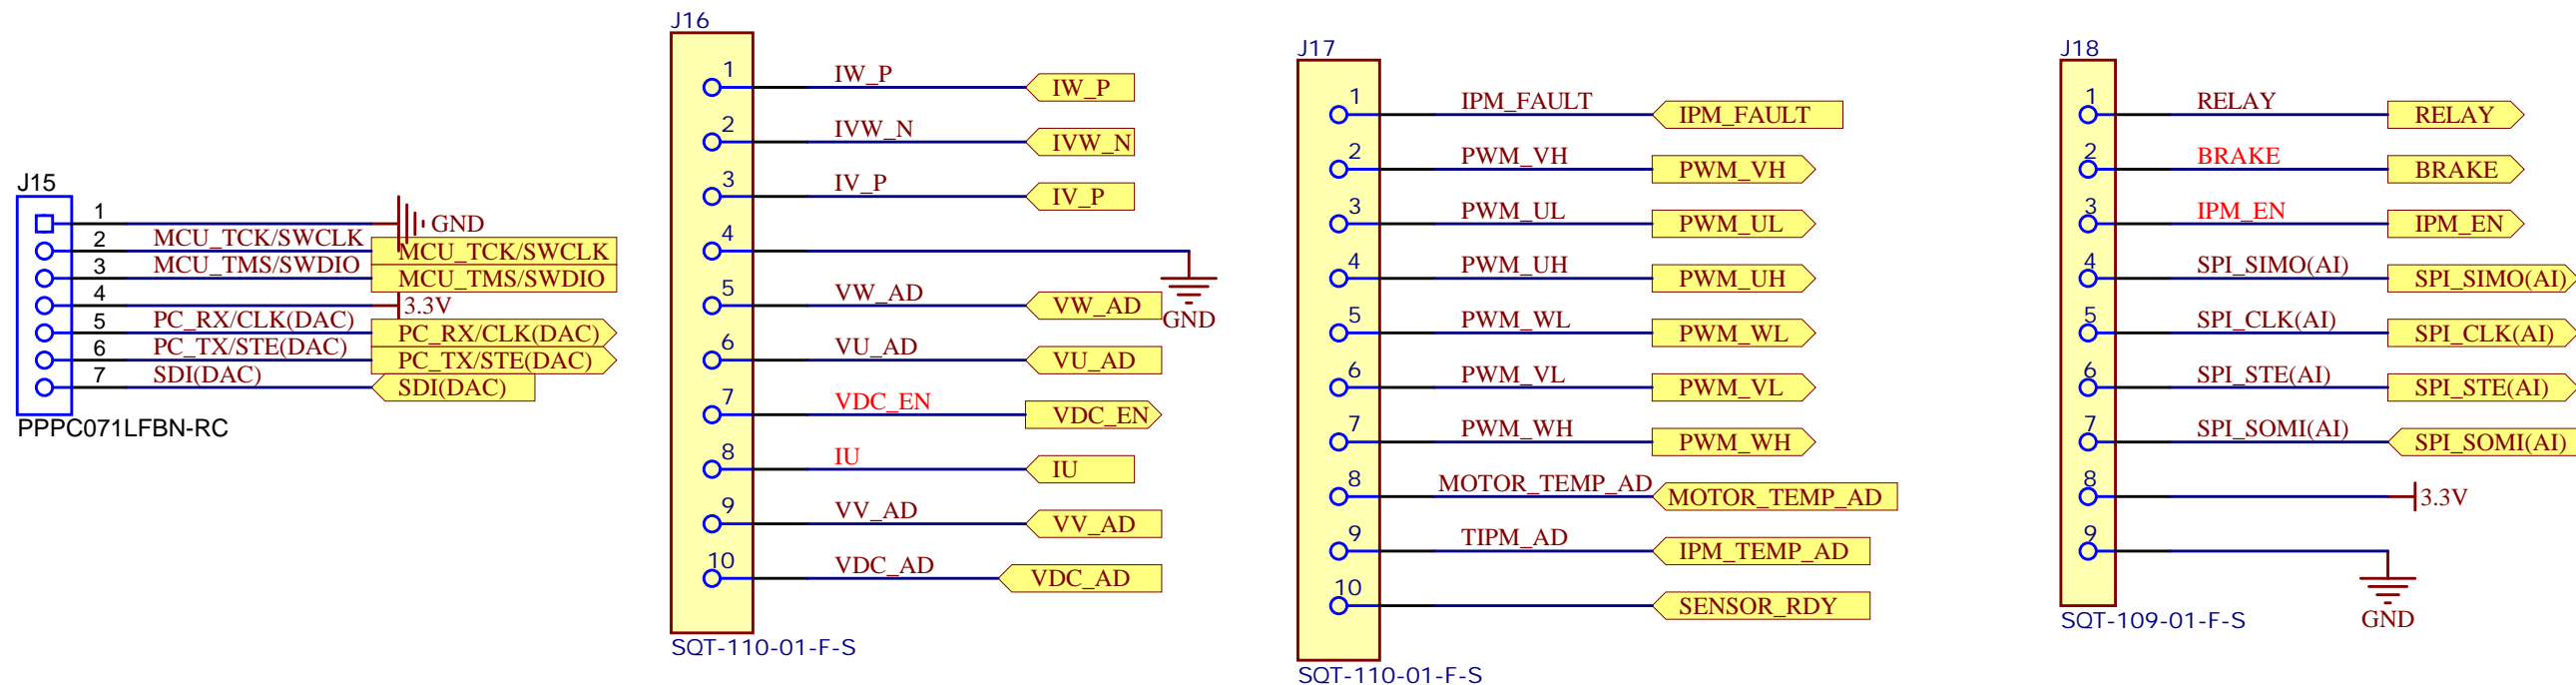 J15
1 GND
2 MCU_TCK/SWCLK MCU_TCK/SWCLK
3 MCU_TMS/SWDIO MCU_TMS/SWDIO
4 3.3V
5 PC_RX/CLK(DAC) PC_RX/CLK(DAC)
6 PC_TX/STE(DAC) PC_TX/STE(DAC)
7 SDI(DAC) SDI(DAC)
PPPC071LFBN-RC
J16
1 IW_P IW_P
2 IVW_N IVW_N
3 IV_P IV_P
4
5 VW_AD VW_AD
GND
6 VU_AD VU_AD
7 VDC_EN VDC_EN
8 IU IU
9 VV_AD VV_AD
10 VDC_AD VDC_AD
SQT-110-01-F-S
J17
1 IPM_FAULT IPM_FAULT
2 PWM_VH PWM_VH
3 PWM_UL PWM_UL
4 PWM_UH PWM_UH
5 PWM_WL PWM_WL
6 PWM_VL PWM_VL
7 PWM_WH PWM_WH
8 MOTOR_TEMP_AD MOTOR_TEMP_AD
9 TIPM_AD IPM_TEMP_AD
10 SENSOR_RDY
SQT-110-01-F-S
J18
1 RELAY RELAY
2 BRAKE BRAKE
3 IPM_EN IPM_EN
4 SPI_SIMO(AI) SPI_SIMO(AI)
5 SPI_CLK(AI) SPI_CLK(AI)
6 SPI_STE(AI) SPI_STE(AI)
7 SPI_SOMI(AI) SPI_SOMI(AI)
8 3.3V
9
GND
SQT-109-01-F-S